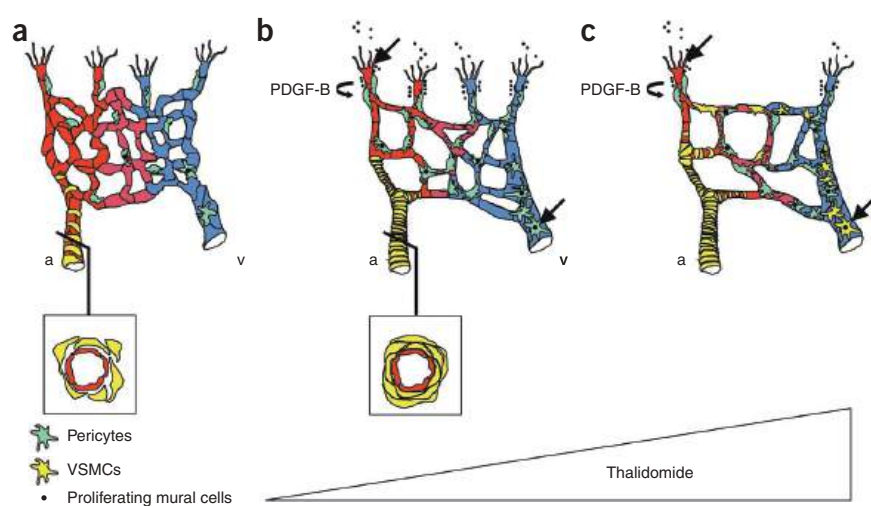 a
b
c
PDGF-B
PDGF-B
a
v
a
v
a
Pericytes
VSMCs
Proliferating mural cells
Thalidomide